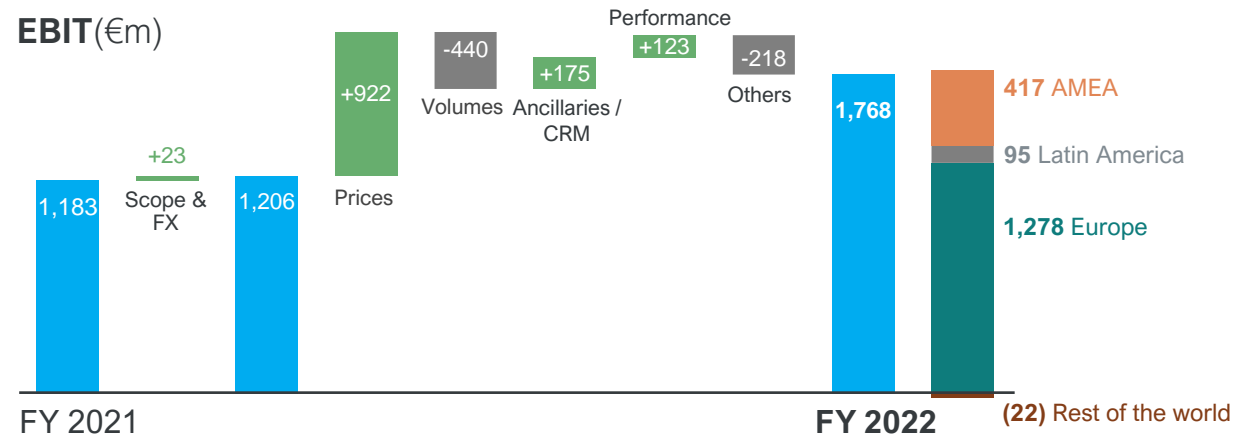 EBIT(€m)
1,183
+23
Scope &
FX
1,206
+922
Prices
-440
Volumes
+175
Ancillaries /
CRM
Performance
+123
-218
Others
1,768
417 AMEA
95 Latin America
1,278 Europe
(22) Rest of the world
FY 2021
FY 2022